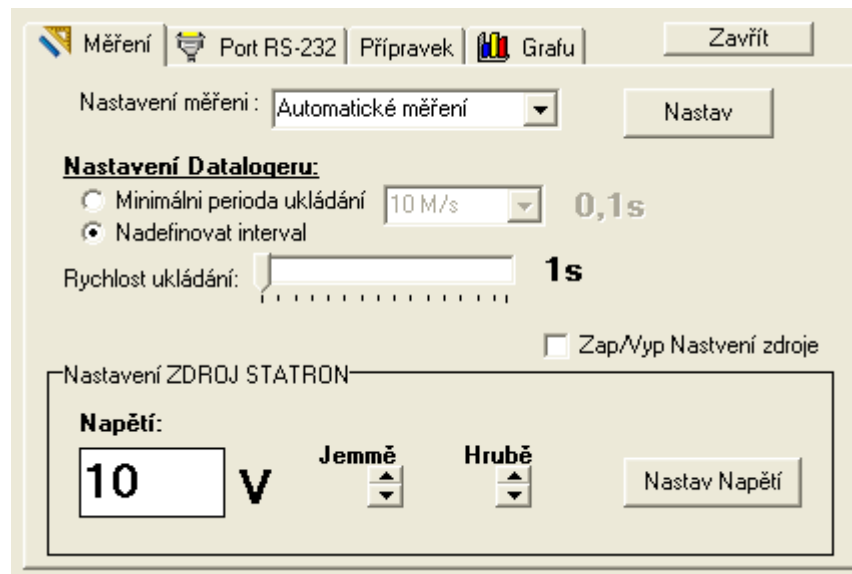 Měření Port RS-232 Přípravek Grafu Zavřít
Nastavení měřeni : Automatické měření Nastav
Nastavení Datalogeru:
Minimálni perioda ukládání 10 M/s 0,1s
Nadefinovat interval
Rychlost ukládání: 1s
Zap/Vyp Nastvení zdroje
Nastavení ZDROJ STATRON
Napětí:
Jemmě Hrubě
10 V Nastav Napětí